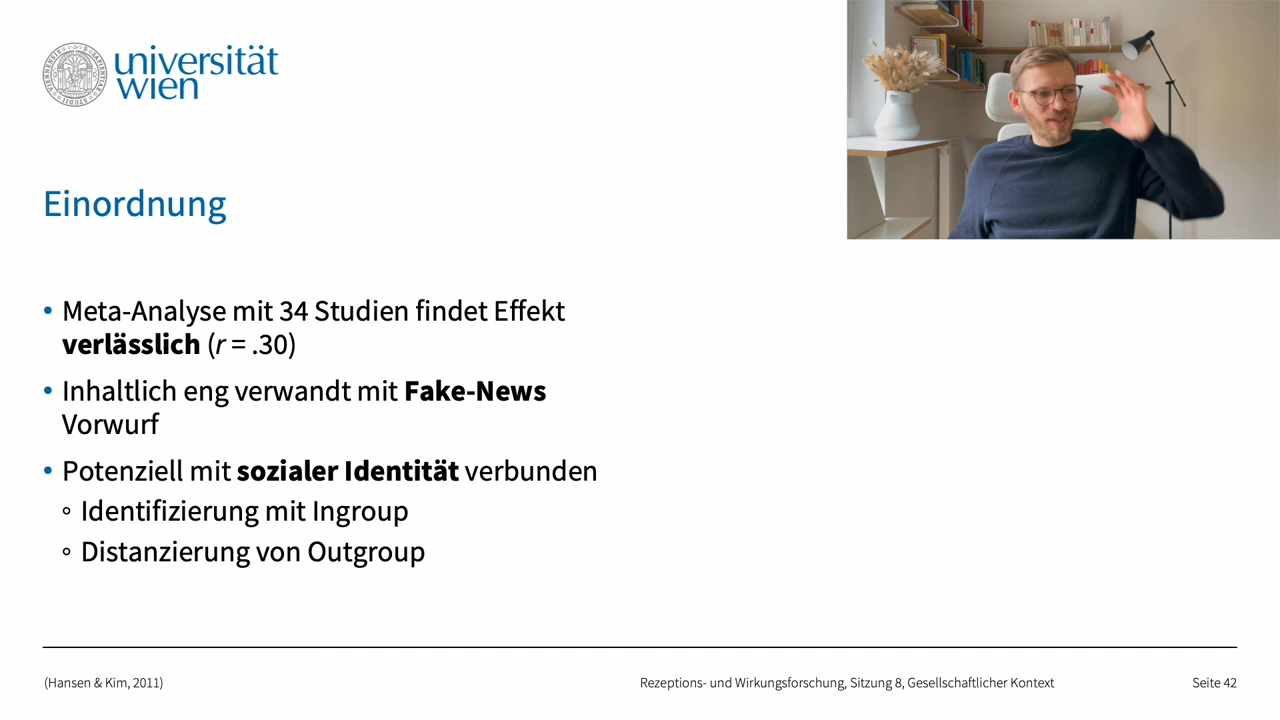 universität
wien
Einordnung
• Meta-Analyse mit 34 Studien findet Effekt
verlässlich (r = .30)
• Inhaltlich eng verwandt mit Fake-News
Vorwurf
• Potenziell mit sozialer Identität verbunden
◦ Identifizierung mit Ingroup
◦ Distanzierung von Outgroup
(Hansen & Kim, 2011)
Rezeptions- und Wirkungsforschung, Sitzung 8, Gesellschaftlicher Kontext
Seite 42